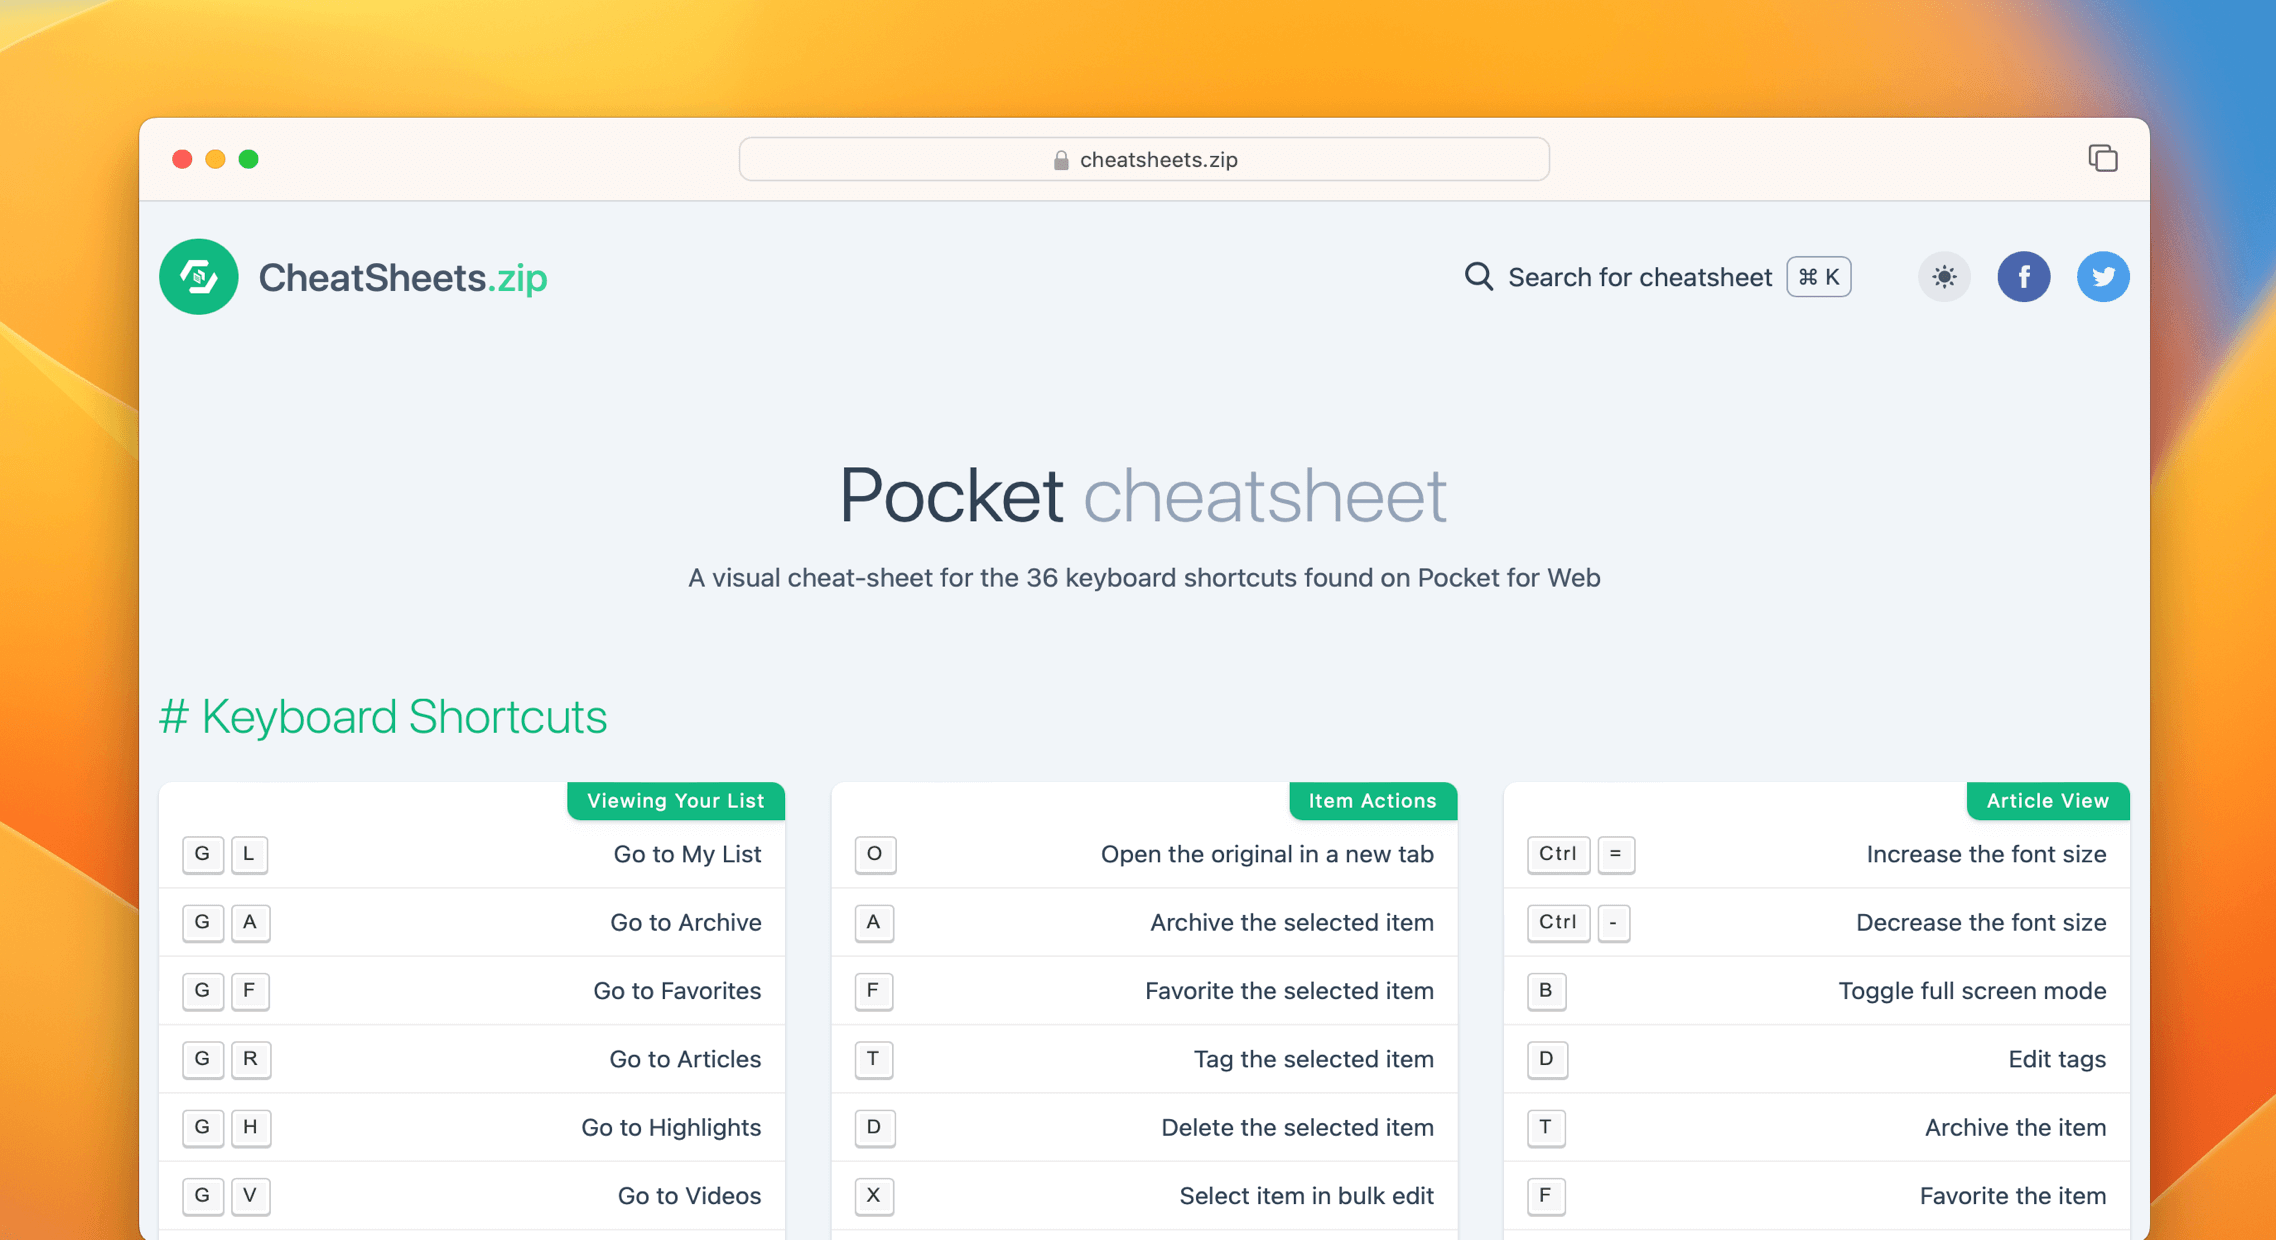 cheatsheets.zip
CheatSheets.zip
Search for cheatsheet ⌘ K
f
Pocket cheatsheet
A visual cheat-sheet for the 36 keyboard shortcuts found on Pocket for Web
# Keyboard Shortcuts
Viewing Your List
G L Go to My List
G A Go to Archive
G F Go to Favorites
G R Go to Articles
G H Go to Highlights
G V Go to Videos
Item Actions
O Open the original in a new tab
A Archive the selected item
F Favorite the selected item
T Tag the selected item
D Delete the selected item
X Select item in bulk edit
Article View
Ctrl = Increase the font size
Ctrl - Decrease the font size
B Toggle full screen mode
D Edit tags
T Archive the item
F Favorite the item